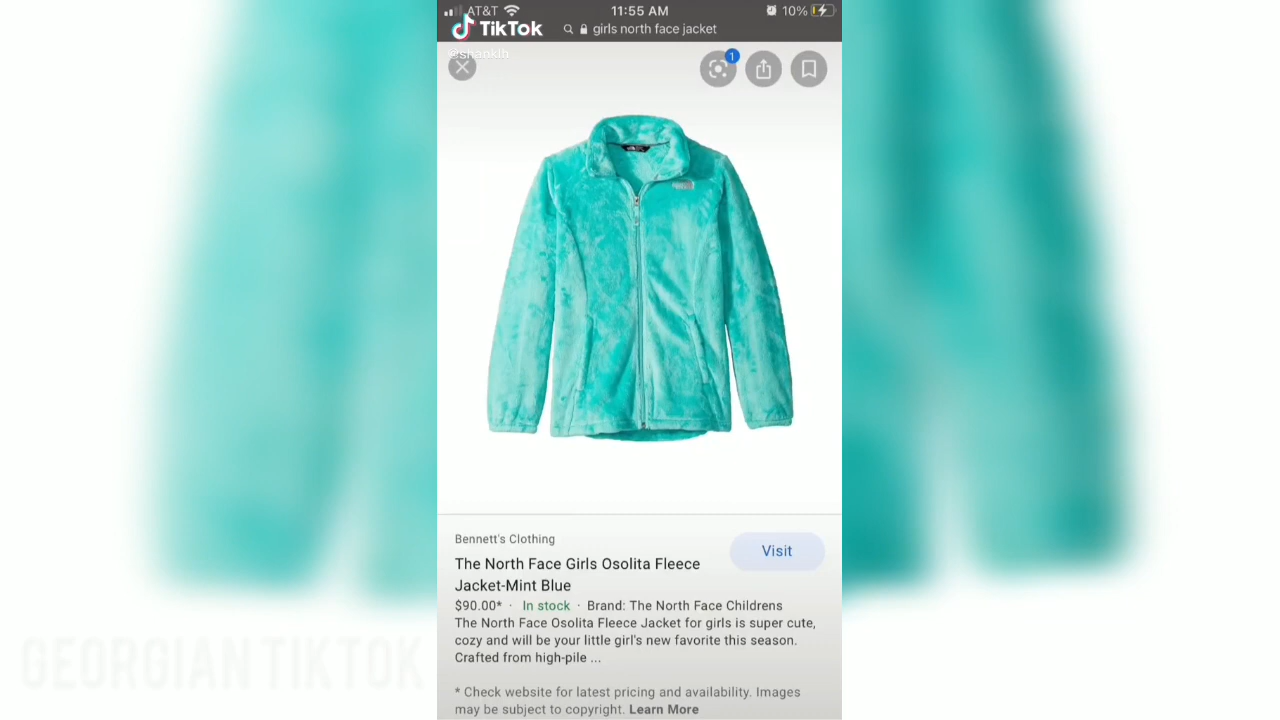 AT&T
11:55 AM
10%
TikTok
girls north face jacket
1
Bennett's Clothing
Visit
The North Face Girls Osolita Fleece
Jacket-Mint Blue
$90.00* · In stock · Brand: The North Face Childrens
The North Face Osolita Fleece Jacket for girls is super cute,
cozy and will be your little girl's new favorite this season.
Crafted from high-pile ...
* Check website for latest pricing and availability. Images
may be subject to copyright. Learn More
GEORGIAN TIKTOK